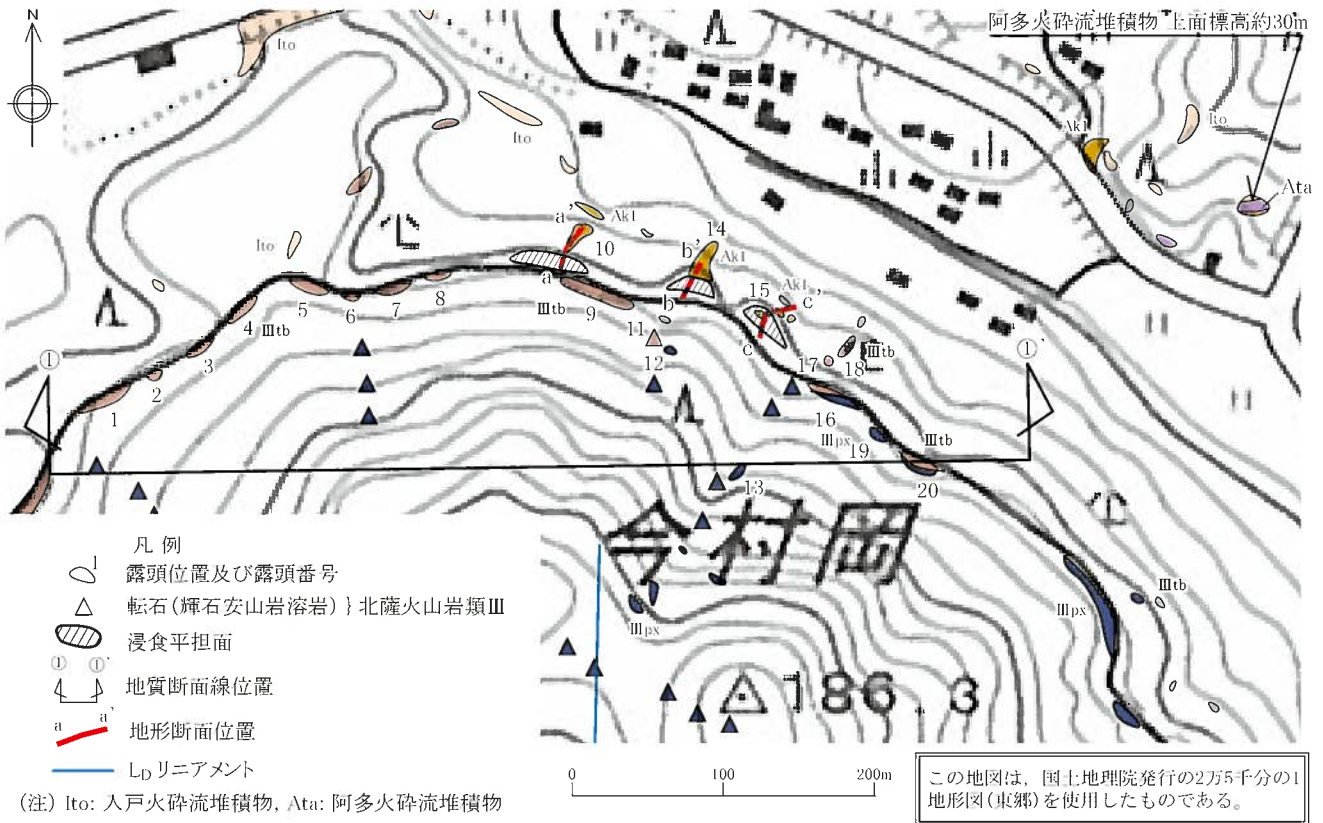 N
阿多火砕流堆積物 上面標高約30m
Ito
Ito
Ak1
Ito
Ata
a'
Ak1
10
a
Ito
14
b'
Ak1
b
15
Ak1
c'
c
5
6
7
8
Ⅲtb
9
11
12
4
Ⅲtb
3
2
1
17
18
Ⅲtb
16
Ⅲpx
19
Ⅲtb
20
13
①
①'
今村岡
Ⅲpx
Ⅲpx
Ⅲtb
186.3
凡 例
1
露頭位置及び露頭番号
転石(輝石安山岩溶岩) } 北薩火山岩類Ⅲ
浸食平担面
① ①'
地質断面線位置
a a'
地形断面位置
LDリニアメント
(注) Ito: 入戸火砕流堆積物, Ata: 阿多火砕流堆積物
0 100 200m
この地図は、国土地理院発行の2万5千分の1
地形図(東郷)を使用したものである。